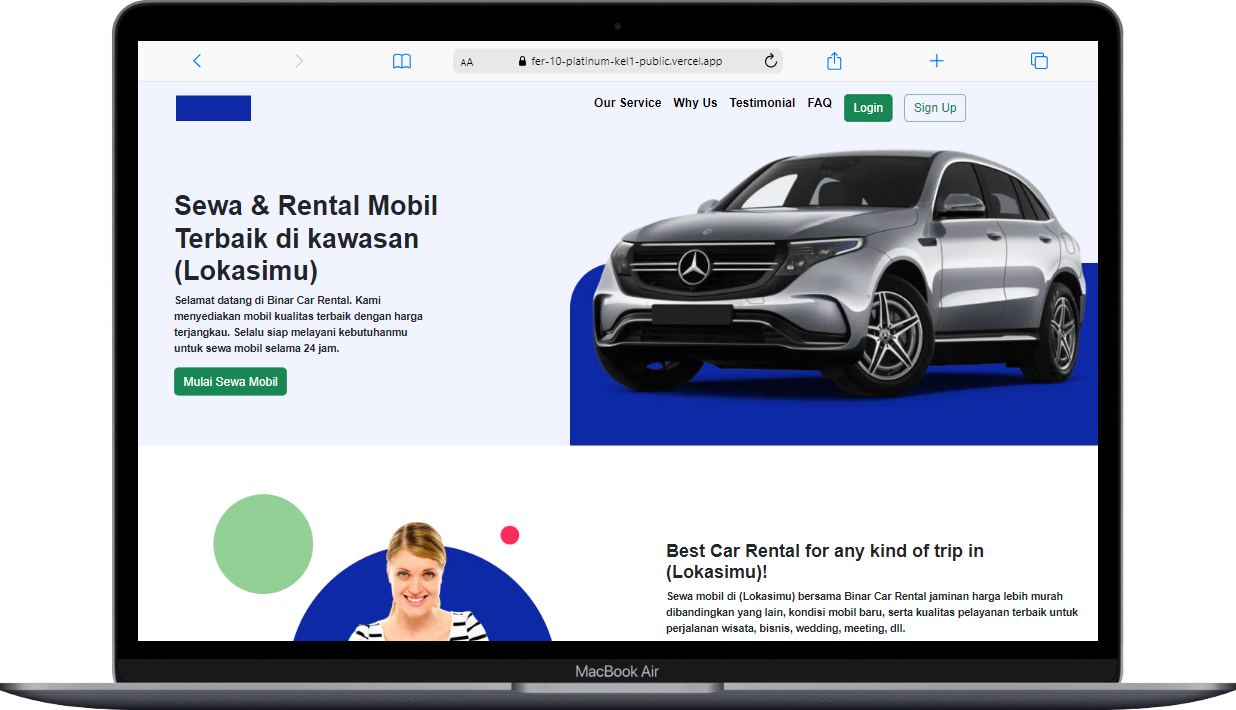 AA
fer-10-platinum-kel1-public.vercel.app
Our Service Why Us Testimonial FAQ Login Sign Up
Sewa & Rental Mobil
Terbaik di kawasan
(Lokasimu)
Selamat datang di Binar Car Rental. Kami
menyediakan mobil kualitas terbaik dengan harga
terjangkau. Selalu siap melayani kebutuhanmu
untuk sewa mobil selama 24 jam.
Mulai Sewa Mobil
Best Car Rental for any kind of trip in
(Lokasimu)!
Sewa mobil di (Lokasimu) bersama Binar Car Rental jaminan harga lebih murah
dibandingkan yang lain, kondisi mobil baru, serta kualitas pelayanan terbaik untuk
perjalanan wisata, bisnis, wedding, meeting, dll.
MacBook Air